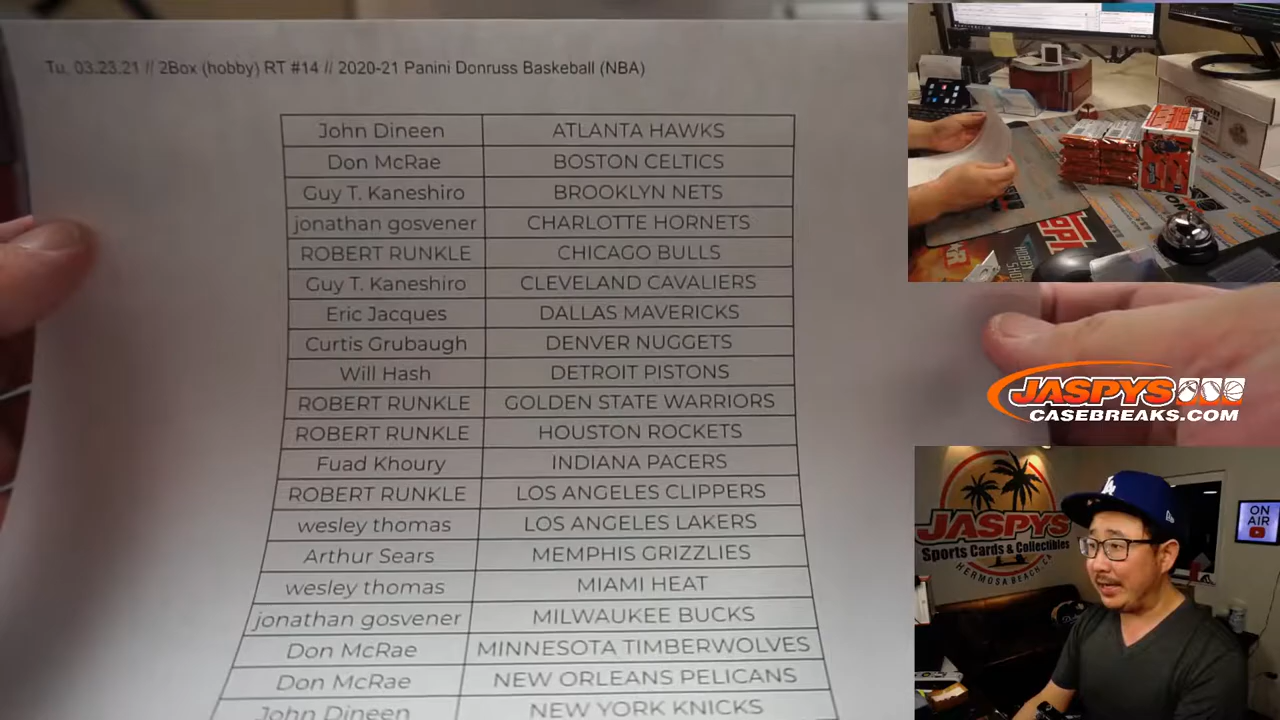 Tu, 03.23.21 // 2Box (hobby) RT #14 // 2020-21 Panini Donruss Baskeball (NBA)
John Dineen ATLANTA HAWKS
Don McRae BOSTON CELTICS
Guy T. Kaneshiro BROOKLYN NETS
jonathan gosvener CHARLOTTE HORNETS
ROBERT RUNKLE CHICAGO BULLS
Guy T. Kaneshiro CLEVELAND CAVALIERS
Eric Jacques DALLAS MAVERICKS
Curtis Grubaugh DENVER NUGGETS
Will Hash DETROIT PISTONS
ROBERT RUNKLE GOLDEN STATE WARRIORS
ROBERT RUNKLE HOUSTON ROCKETS
Fuad Khoury INDIANA PACERS
ROBERT RUNKLE LOS ANGELES CLIPPERS
wesley thomas LOS ANGELES LAKERS
Arthur Sears MEMPHIS GRIZZLIES
wesley thomas MIAMI HEAT
jonathan gosvener MILWAUKEE BUCKS
Don McRae MINNESOTA TIMBERWOLVES
Don McRae NEW ORLEANS PELICANS
John Dineen NEW YORK KNICKS
HOBBY
SHOP
JASPYS
CASEBREAKS.COM
JASPYS
Sports Cards & Collectibles
HERMOSA BEACH, CA
LA
ON
AIR